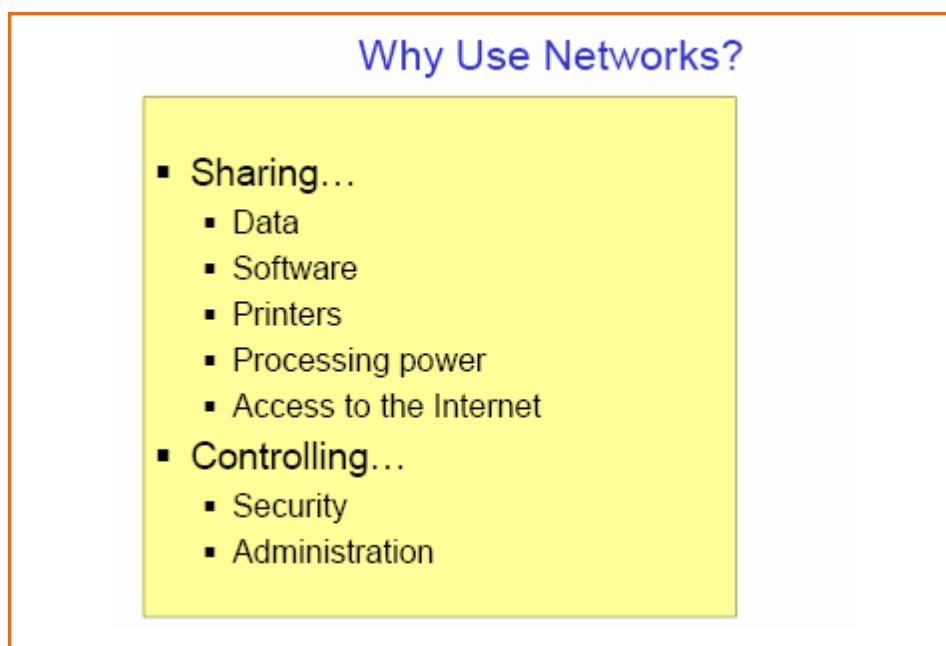 Why Use Networks?
▪ Sharing…
▪ Data
▪ Software
▪ Printers
▪ Processing power
▪ Access to the Internet
▪ Controlling…
▪ Security
▪ Administration